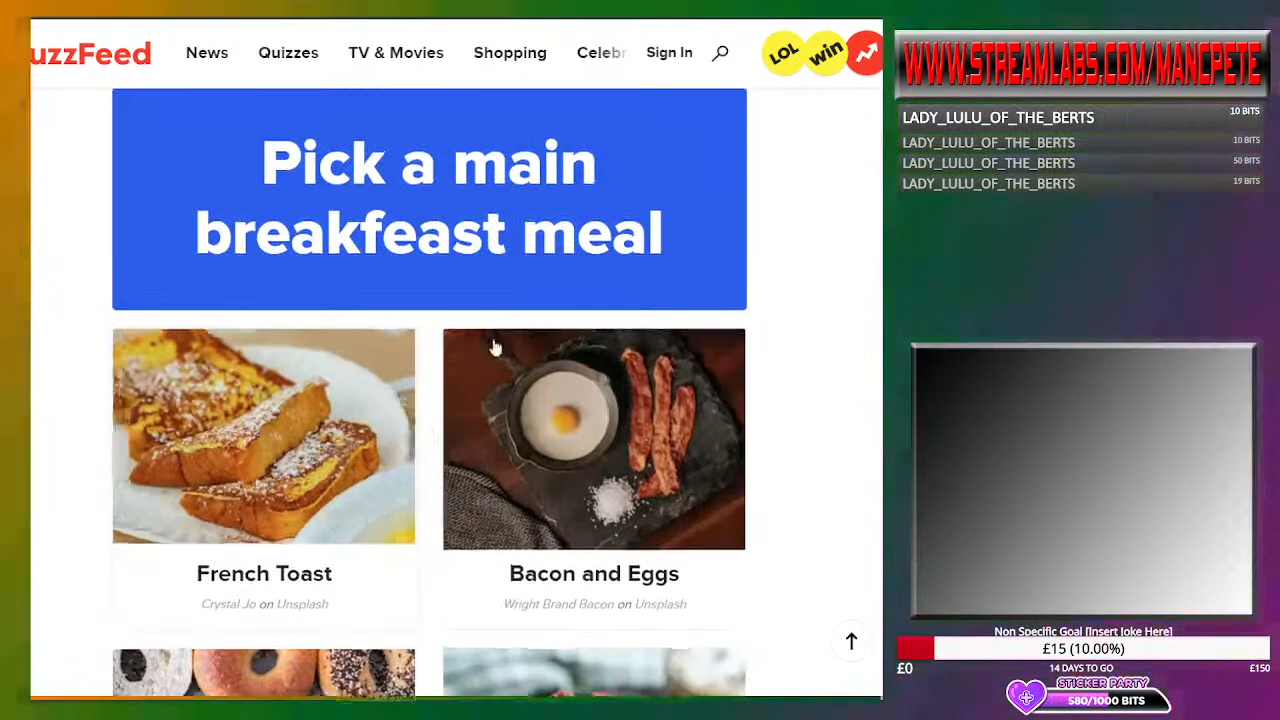 uzzFeed
News
Quizzes
TV & Movies
Shopping
Celebr
Sign In
LOL
win
Pick a main
breakfeast meal
French Toast
Crystal Jo on Unsplash
Bacon and Eggs
Wright Brand Bacon on Unsplash
WWW.STREAMLABS.COM/MANCPETE
LADY_LULU_OF_THE_BERTS 10 BITS
LADY_LULU_OF_THE_BERTS 10 BITS
LADY_LULU_OF_THE_BERTS 50 BITS
LADY_LULU_OF_THE_BERTS 19 BITS
Non Specific Goal [Insert Joke Here]
£15 (10.00%)
£0 14 DAYS TO GO £150
STICKER PARTY
580/1000 BITS